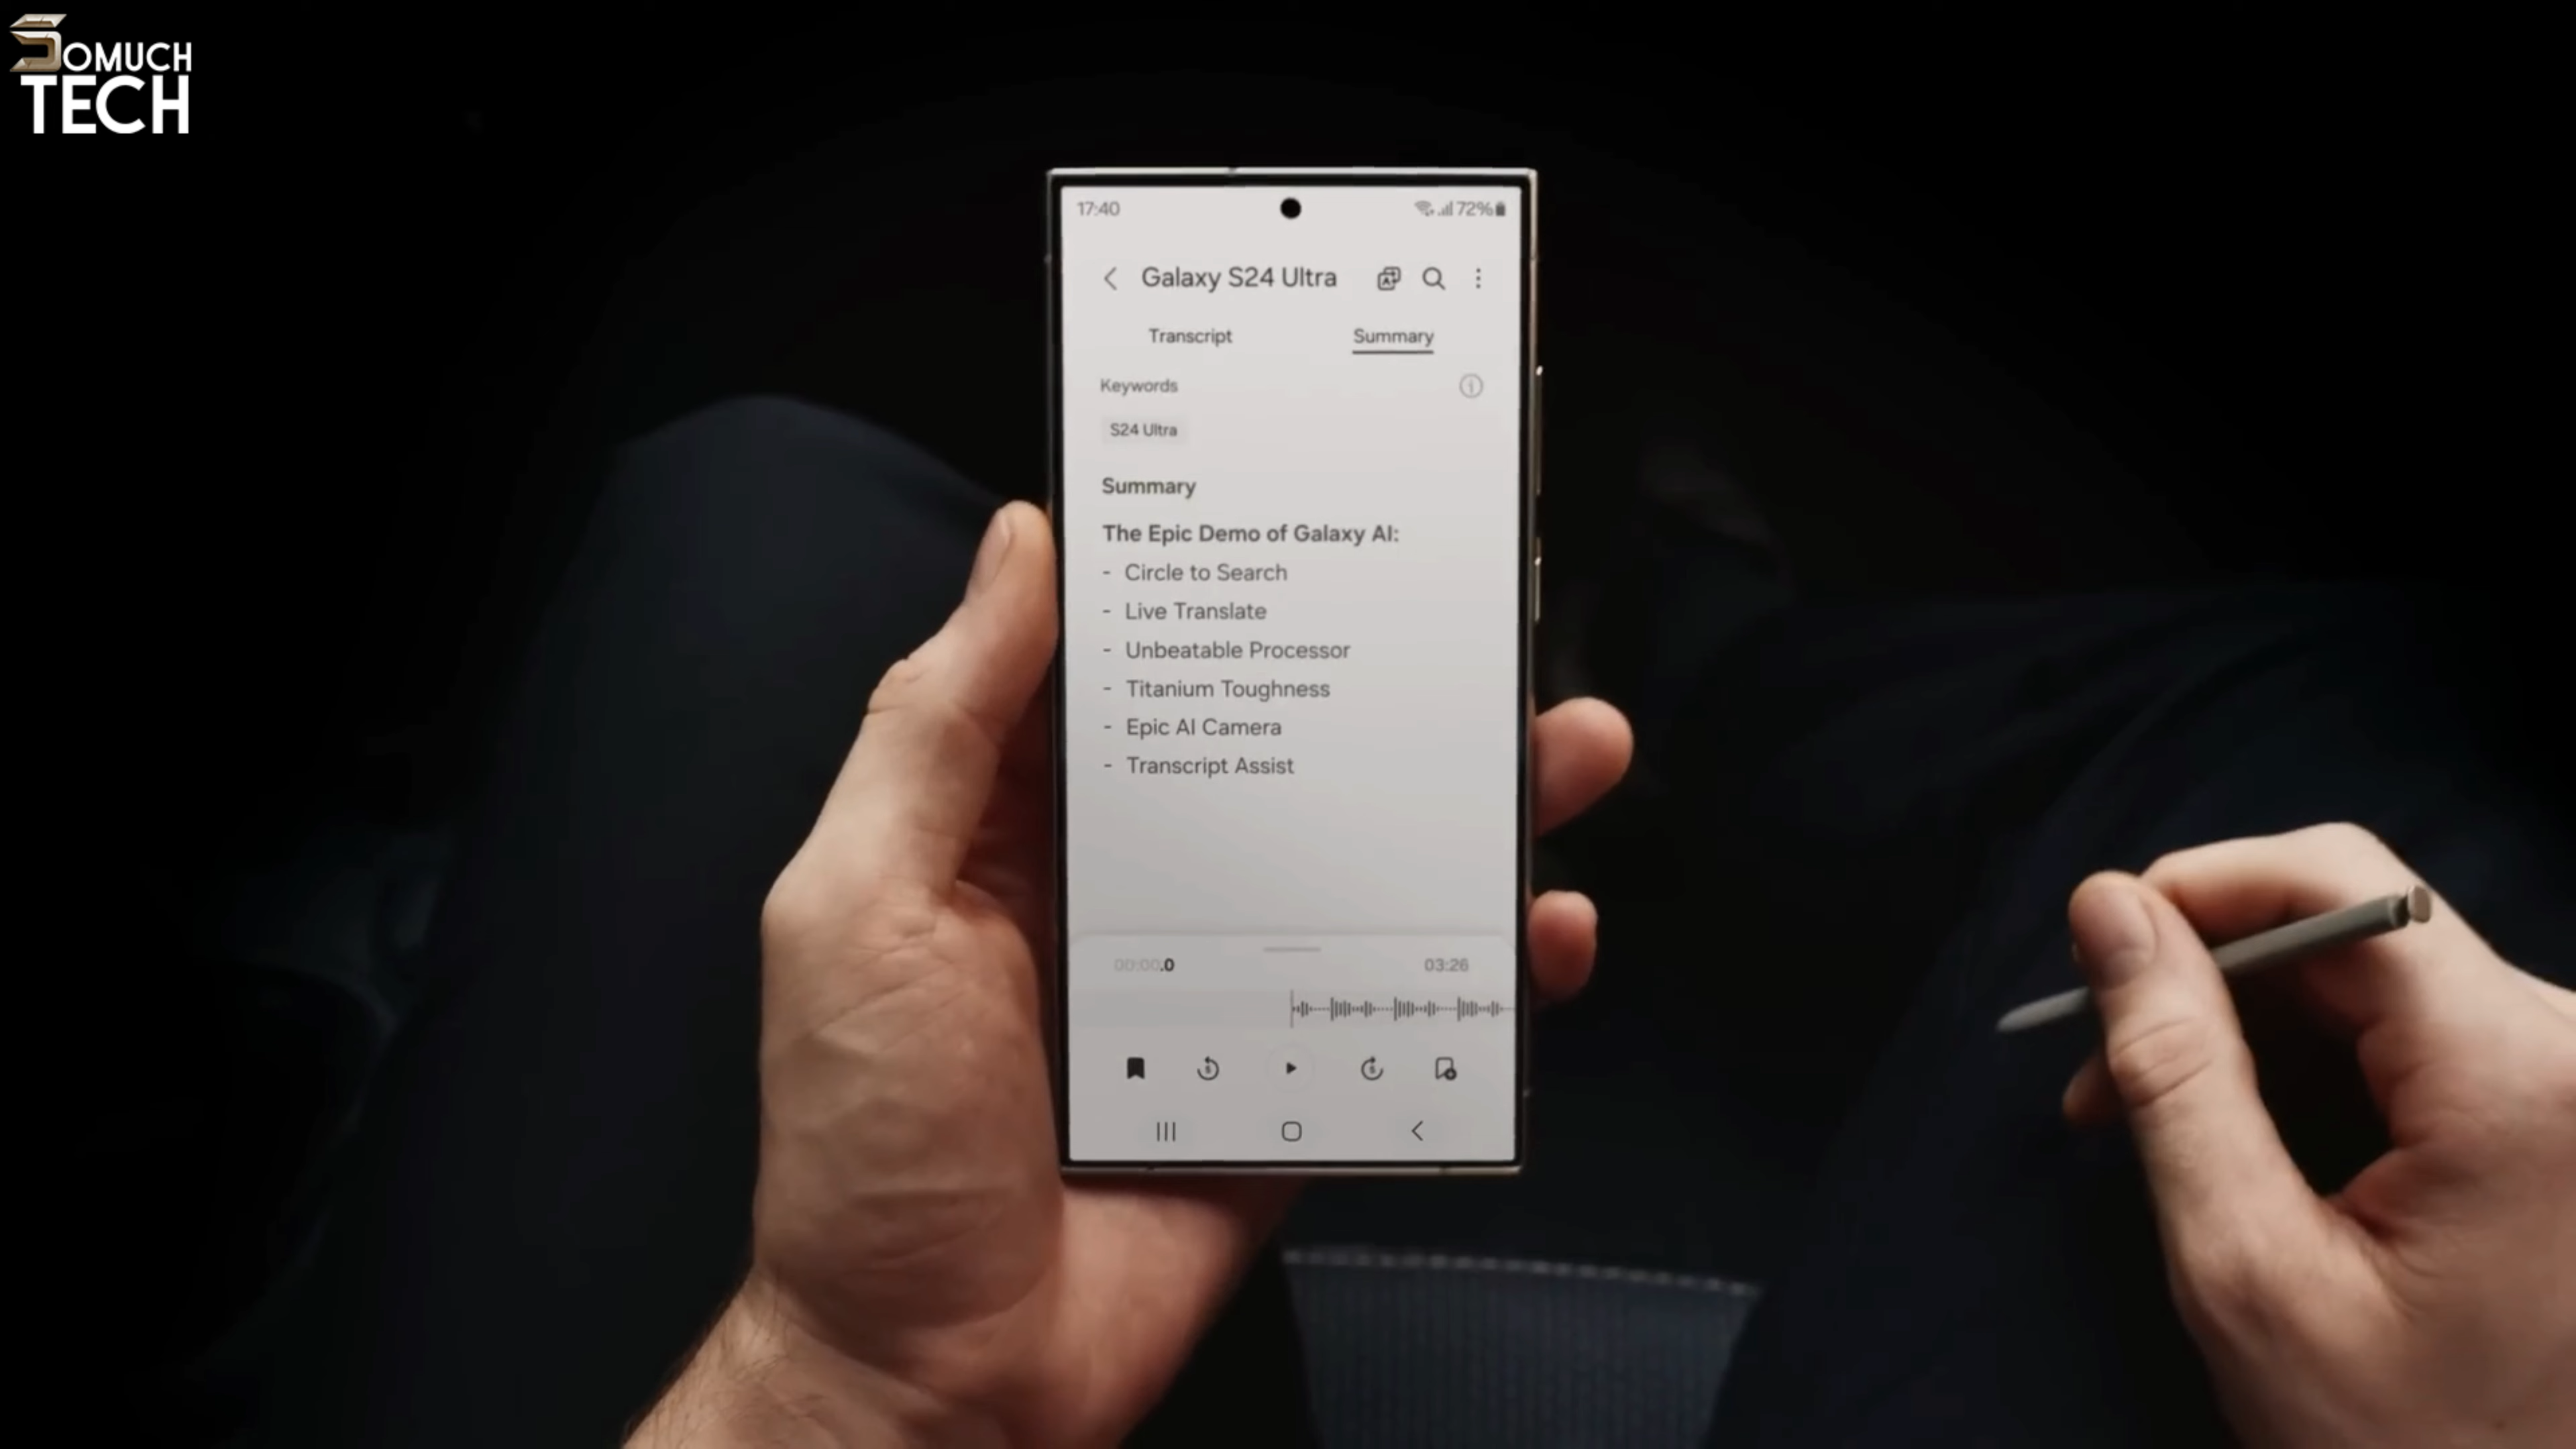 SOMUCH
TECH
17:40
72%
Galaxy S24 Ultra
Transcript
Summary
Keywords
S24 Ultra
Summary
The Epic Demo of Galaxy AI:
- Circle to Search
- Live Translate
- Unbeatable Processor
- Titanium Toughness
- Epic AI Camera
- Transcript Assist
00:00.0
03:26